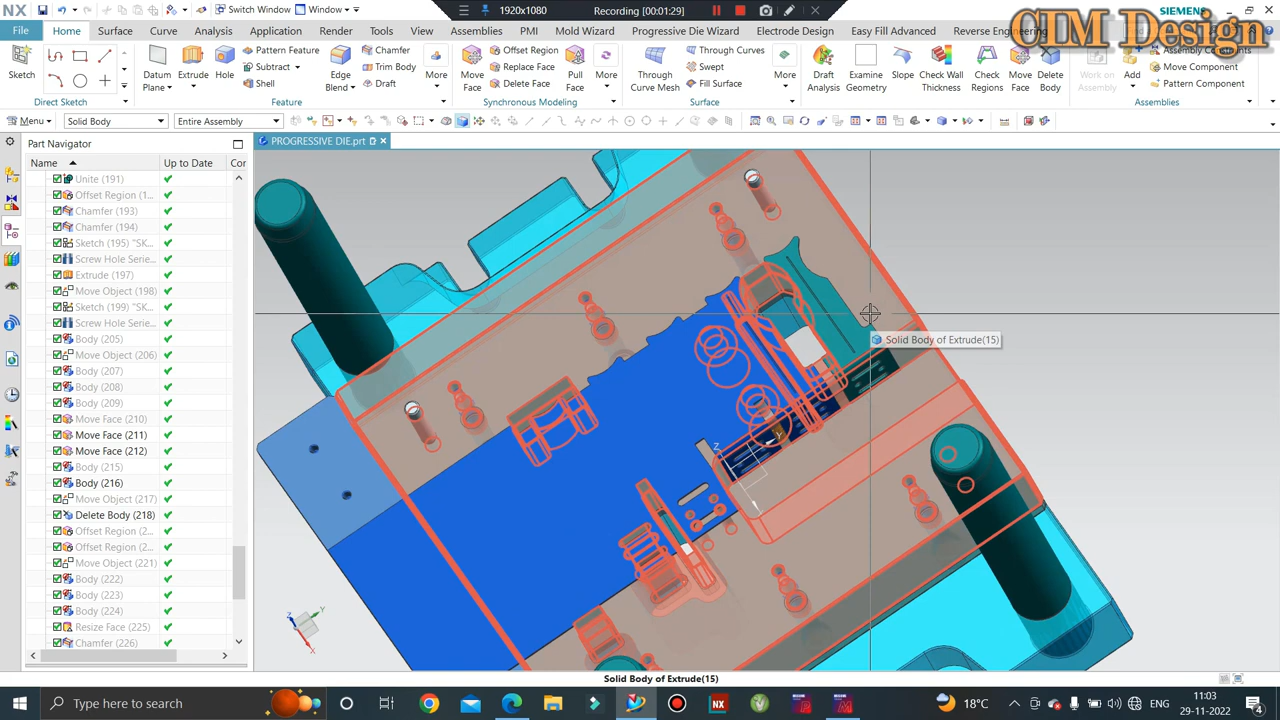 NX
Switch Window
Window
1920x1080
Recording [00:01:29]
SIEMENS
CIM Design
File
Home
Surface
Curve
Analysis
Application
Render
Tools
View
Assemblies
PMI
Mold Wizard
Progressive Die Wizard
Electrode Design
Easy Fill Advanced
Reverse Engineering
Sketch
Direct Sketch
Datum Plane
Extrude
Hole
Pattern Feature
Subtract
Shell
Edge Blend
Chamfer
Trim Body
Draft
More
Feature
Move Face
Offset Region
Replace Face
Delete Face
Pull Face
More
Synchronous Modeling
Through Curve Mesh
Through Curves
Swept
Fill Surface
More
Surface
Draft Analysis
Examine Geometry
Slope
Check Wall Thickness
Check Regions
Move Face
Delete Body
Work on Assembly
Add
Assembly Constraints
Move Component
Pattern Component
Assemblies
Menu
Solid Body
Entire Assembly
Part Navigator
PROGRESSIVE DIE.prt
Name
Up to Date
Cor
Unite (191)
Offset Region (1...
Chamfer (193)
Chamfer (194)
Sketch (195) "SK...
Screw Hole Serie...
Extrude (197)
Move Object (198)
Sketch (199) "SK...
Screw Hole Serie...
Body (205)
Move Object (206)
Body (207)
Body (208)
Body (209)
Move Face (210)
Move Face (211)
Move Face (212)
Body (215)
Body (216)
Move Object (217)
Delete Body (218)
Offset Region (2...
Offset Region (2...
Move Object (221)
Body (222)
Body (223)
Body (224)
Resize Face (225)
Chamfer (226)
Solid Body of Extrude(15)
Z
Y
Z
Y
X
Solid Body of Extrude(15)
Type here to search
NX
18°C
ENG
11:03
29-11-2022
4